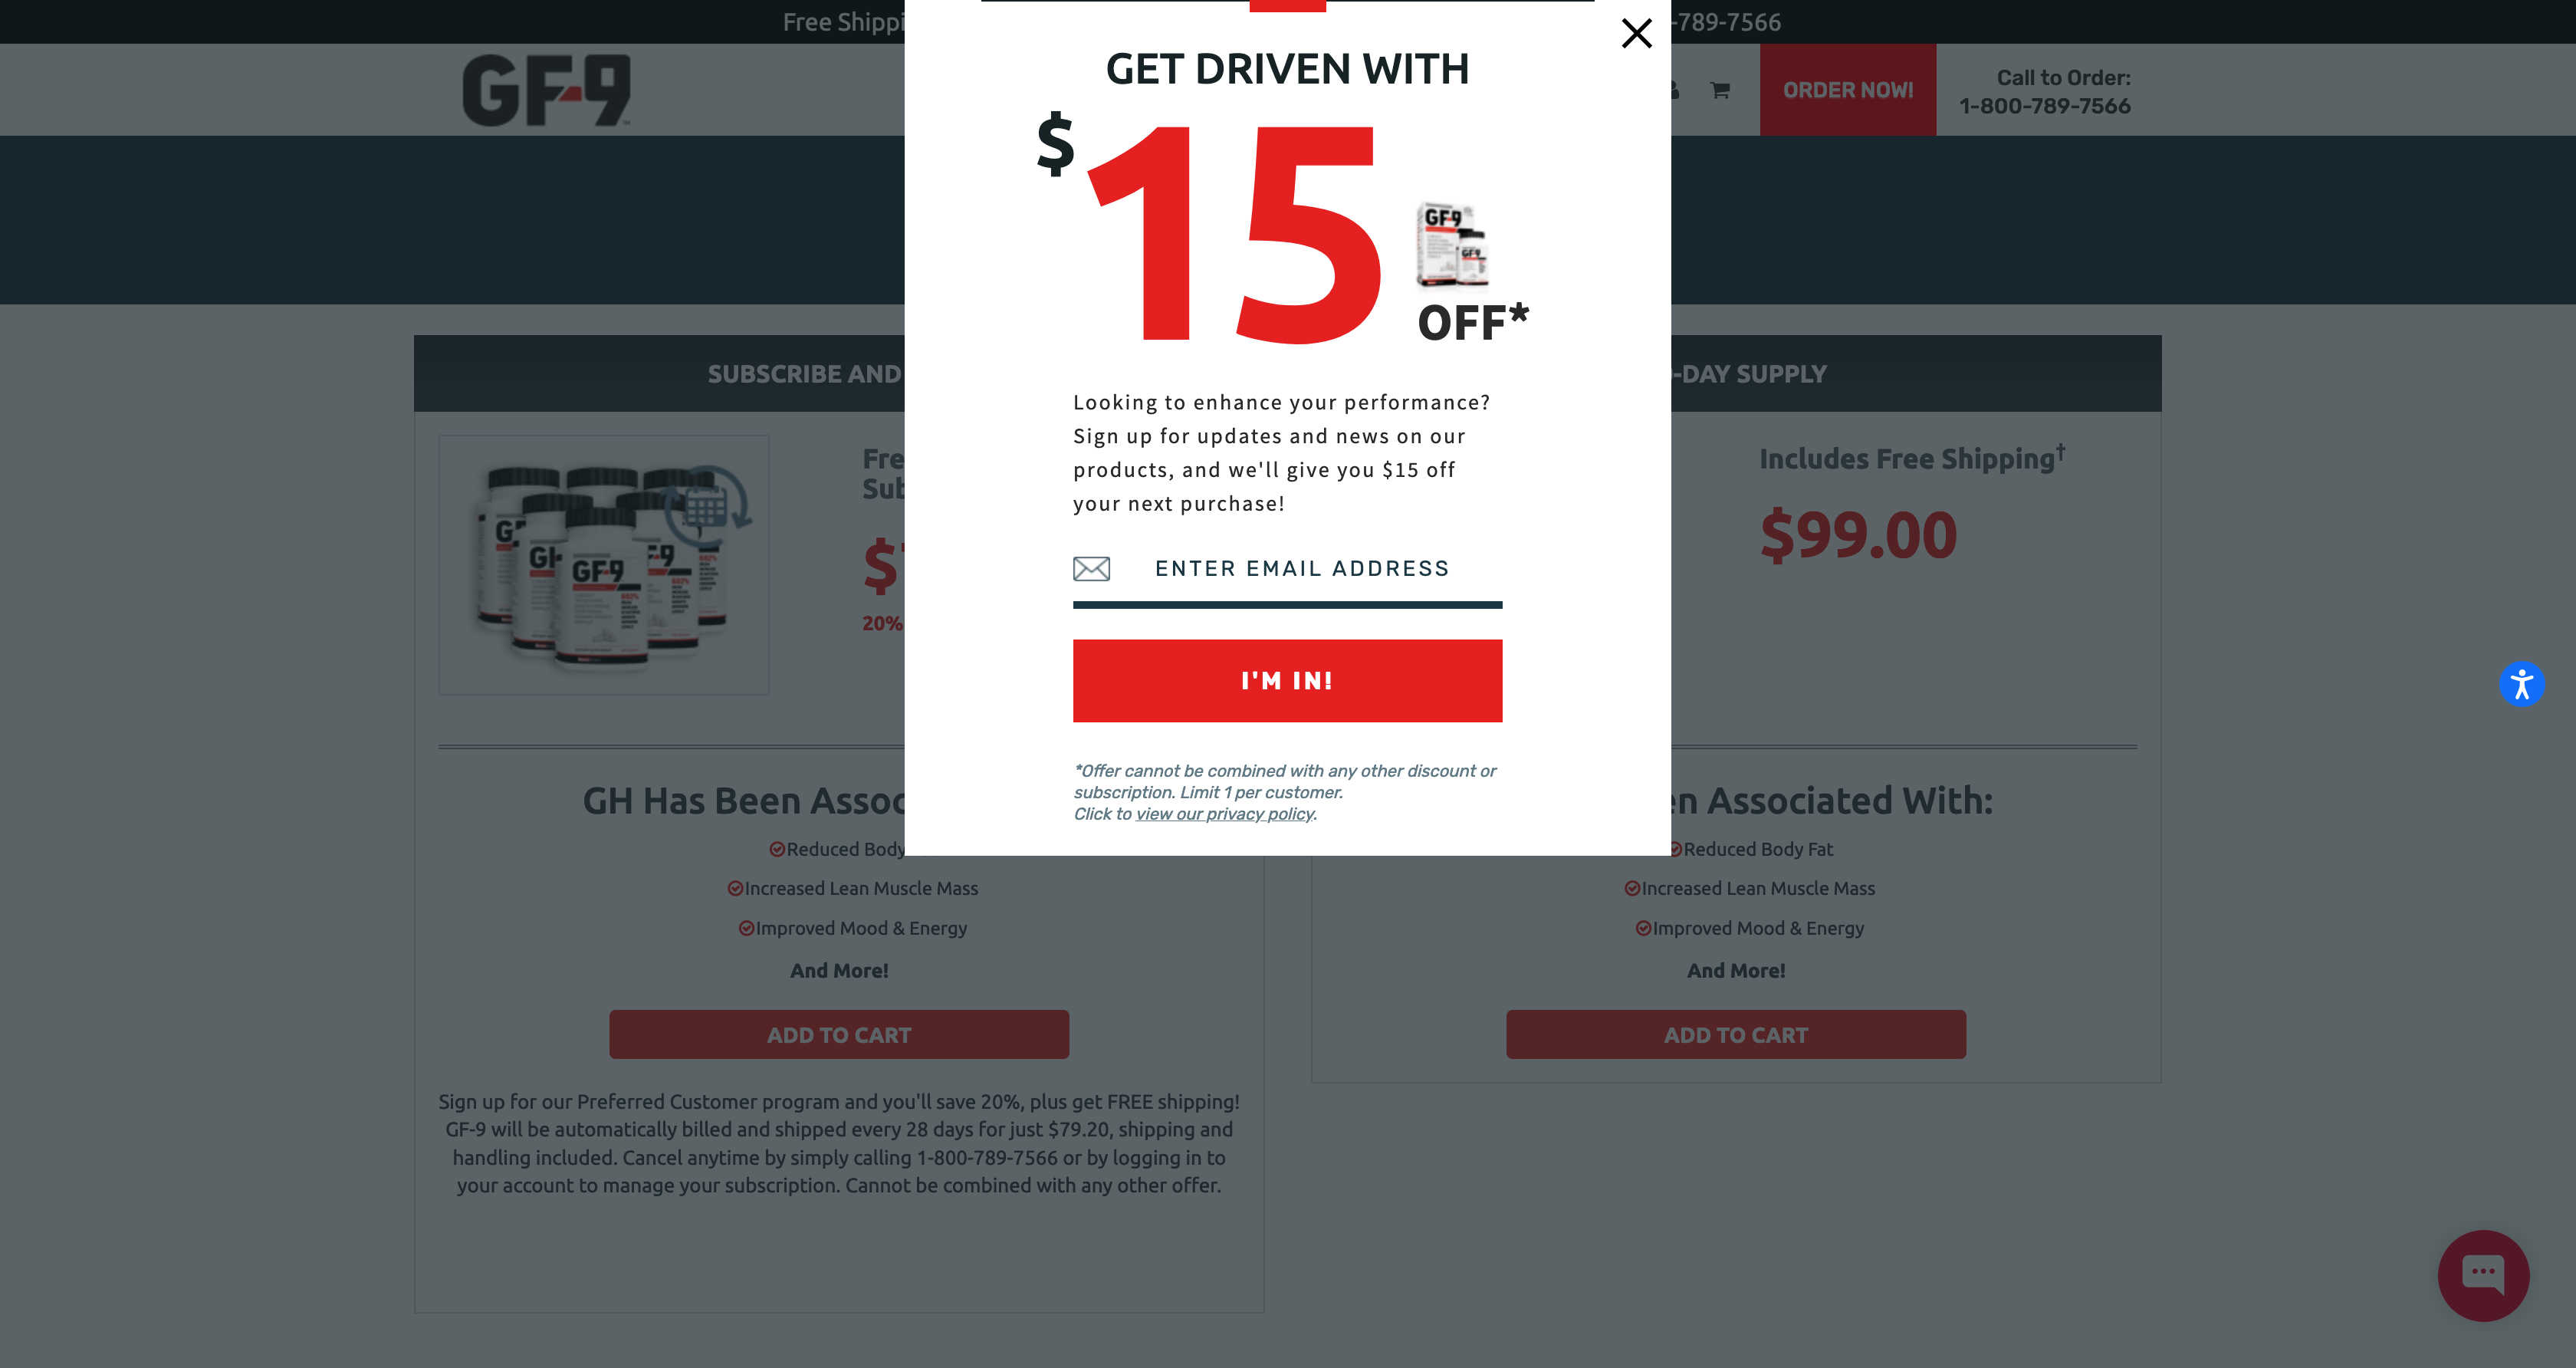 Free Shippi
-789-7566
GF-9
ORDER NOW!
Call to Order:
1-800-789-7566
GET DRIVEN WITH
$15
GF-9
GF-9
OFF*
Looking to enhance your performance?
Sign up for updates and news on our
products, and we'll give you $15 off
your next purchase!
ENTER EMAIL ADDRESS
I'M IN!
*Offer cannot be combined with any other discount or
subscription. Limit 1 per customer.
Click to view our privacy policy.
SUBSCRIBE AND
Fre
Sub
$
20%
GF-9
GH Has Been Assoc
Reduced Body
Increased Lean Muscle Mass
Improved Mood & Energy
And More!
ADD TO CART
Sign up for our Preferred Customer program and you'll save 20%, plus get FREE shipping!
GF-9 will be automatically billed and shipped every 28 days for just $79.20, shipping and
handling included. Cancel anytime by simply calling 1-800-789-7566 or by logging in to
your account to manage your subscription. Cannot be combined with any other offer.
-DAY SUPPLY
Includes Free Shipping†
$99.00
en Associated With:
Reduced Body Fat
Increased Lean Muscle Mass
Improved Mood & Energy
And More!
ADD TO CART